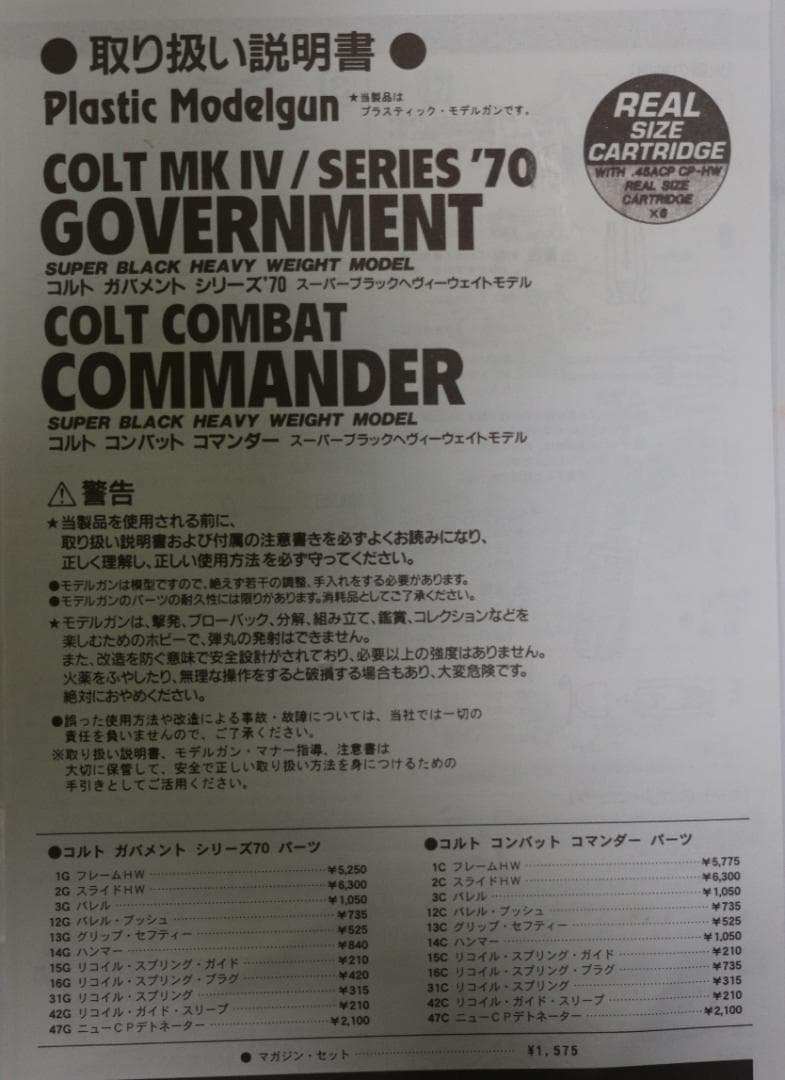 ● 取り扱い説明書 ●
Plastic Modelgun
★当製品は
プラスティック・モデルガンです。
REAL
SIZE
CARTRIDGE
WITH .45ACP CP-HW
REAL SIZE
CARTRIDGE
×6
COLT MK IV / SERIES '70
GOVERNMENT
SUPER BLACK HEAVY WEIGHT MODEL
コルト ガバメント シリーズ'70 スーパーブラックヘヴィーウェイトモデル
COLT COMBAT
COMMANDER
SUPER BLACK HEAVY WEIGHT MODEL
コルト コンバット コマンダー スーパーブラックヘヴィーウェイトモデル
⚠警告
★当製品を使用される前に、
取り扱い説明書および付属の注意書きを必ずよくお読みになり、
正しく理解し、正しい使用方法を必ず守ってください。
●モデルガンは模型ですので、絶えず若干の調整、手入れをする必要があります。
●モデルガンのパーツの耐久性には限りがあります。消耗品としてご了承ください。
★モデルガンは、撃発、ブローバック、分解、組み立て、鑑賞、コレクションなどを
楽しむためのホビーで、弾丸の発射はできません。
また、改造を防ぐ意味で安全設計がされており、必要以上の強度はありません。
火薬をふやしたり、無理な操作をすると破損する場合もあり、大変危険です。
絶対におやめください。
●誤った使用方法や改造による事故・故障については、当社では一切の
責任を負いませんので、ご了承ください。
※取り扱い説明書、モデルガン・マナー指導、注意書は
大切に保管して、安全で正しい取り扱い方法を身につけるための
手引きとしてご活用ください。
●コルト ガバメント シリーズ70 パーツ
1G フレームHW ¥5,250
2G スライドHW ¥6,300
3G バレル ¥1,050
12G バレル・ブッシュ ¥735
13G グリップ・セフティー ¥525
14G ハンマー ¥840
15G リコイル・スプリング・ガイド ¥210
16G リコイル・スプリング・プラグ ¥420
31G リコイル・スプリング ¥315
42G リコイル・ガイド・スリーブ ¥210
47G ニューCPデトネーター ¥2,100
●コルト コンバット コマンダー パーツ
1C フレームHW ¥5,775
2C スライドHW ¥6,300
3C バレル ¥1,050
12C バレル・ブッシュ ¥735
13C グリップ・セフティー ¥525
14C ハンマー ¥1,050
15C リコイル・スプリング・ガイド ¥210
16C リコイル・スプリング・プラグ ¥735
31C リコイル・スプリング ¥315
42C リコイル・ガイド・スリーブ ¥210
47C ニューCPデトネーター ¥2,100
● マガジン・セット ¥1,575